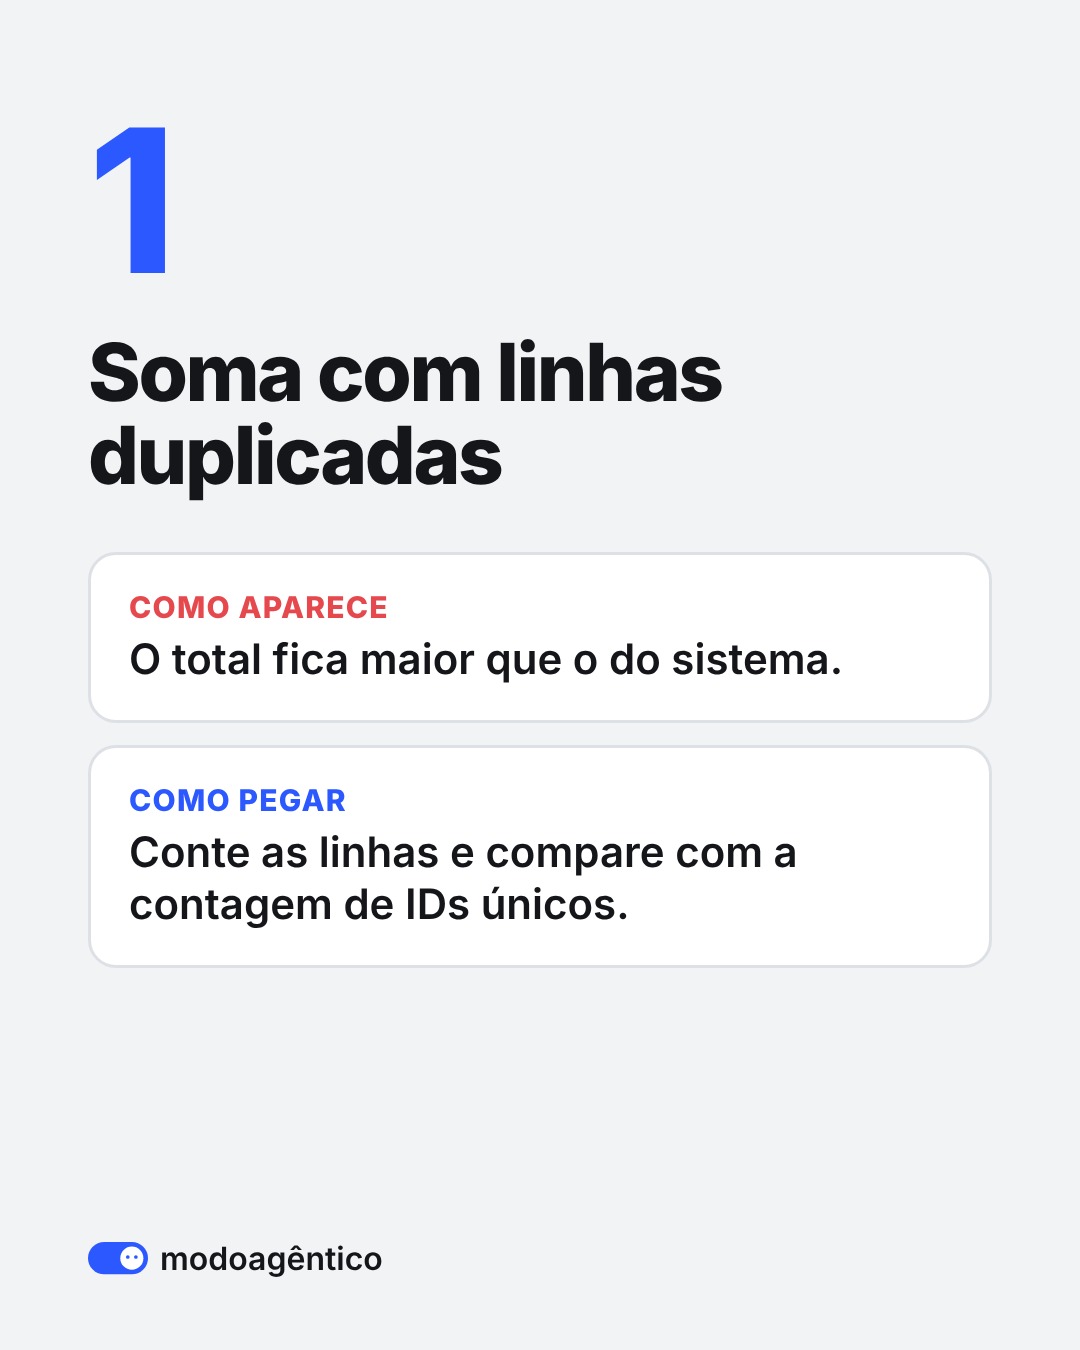 1
Soma com linhas
duplicadas
COMO APARECE
O total fica maior que o do sistema.
COMO PEGAR
Conte as linhas e compare com a
contagem de IDs únicos.
modoagêntico